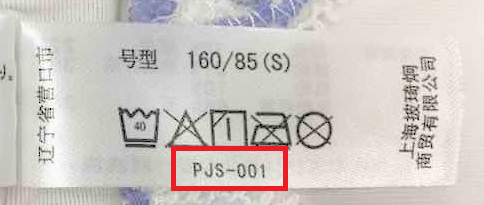 辽宁省营口市
号型 160/85(S)
40
PJS-001
上海披琦炯
商贸有限公司